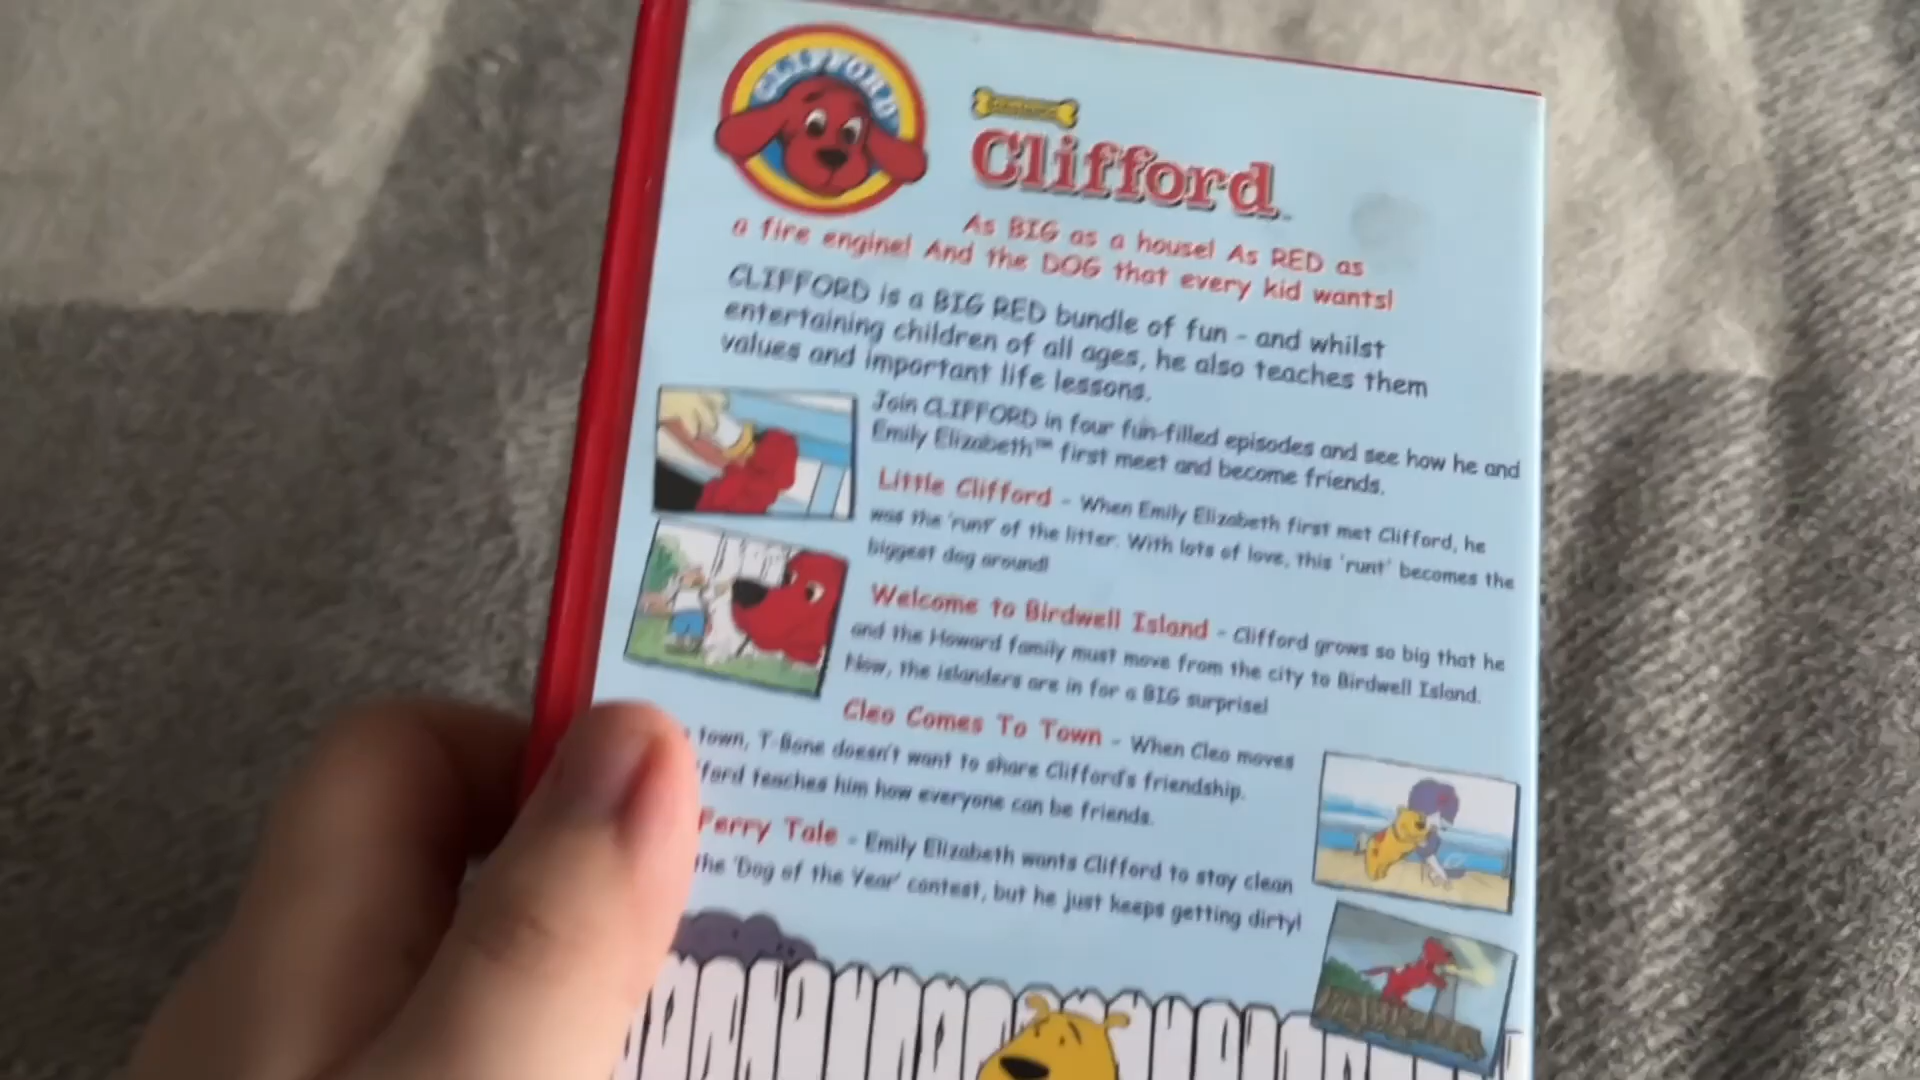 CLIFFORD
Clifford
As BIG as a house! As RED as
a fire engine! And the DOG that every kid wants!
CLIFFORD is a BIG RED bundle of fun - and whilst
entertaining children of all ages, he also teaches them
values and important life lessons.
Join CLIFFORD in four fun-filled episodes and see how he and
Emily Elizabeth™ first meet and become friends.
Little Clifford - When Emily Elizabeth first met Clifford, he
was the 'runt' of the litter. With lots of love, this 'runt' becomes the
biggest dog around!
Welcome to Birdwell Island - Clifford grows so big that he
and the Howard family must move from the city to Birdwell Island.
Now, the islanders are in for a BIG surprise!
Cleo Comes To Town - When Cleo moves
town, T-Bone doesn't want to share Clifford's friendship.
fford teaches him how everyone can be friends.
Ferry Tale - Emily Elizabeth wants Clifford to stay clean
the 'Dog of the Year' contest, but he just keeps getting dirty!